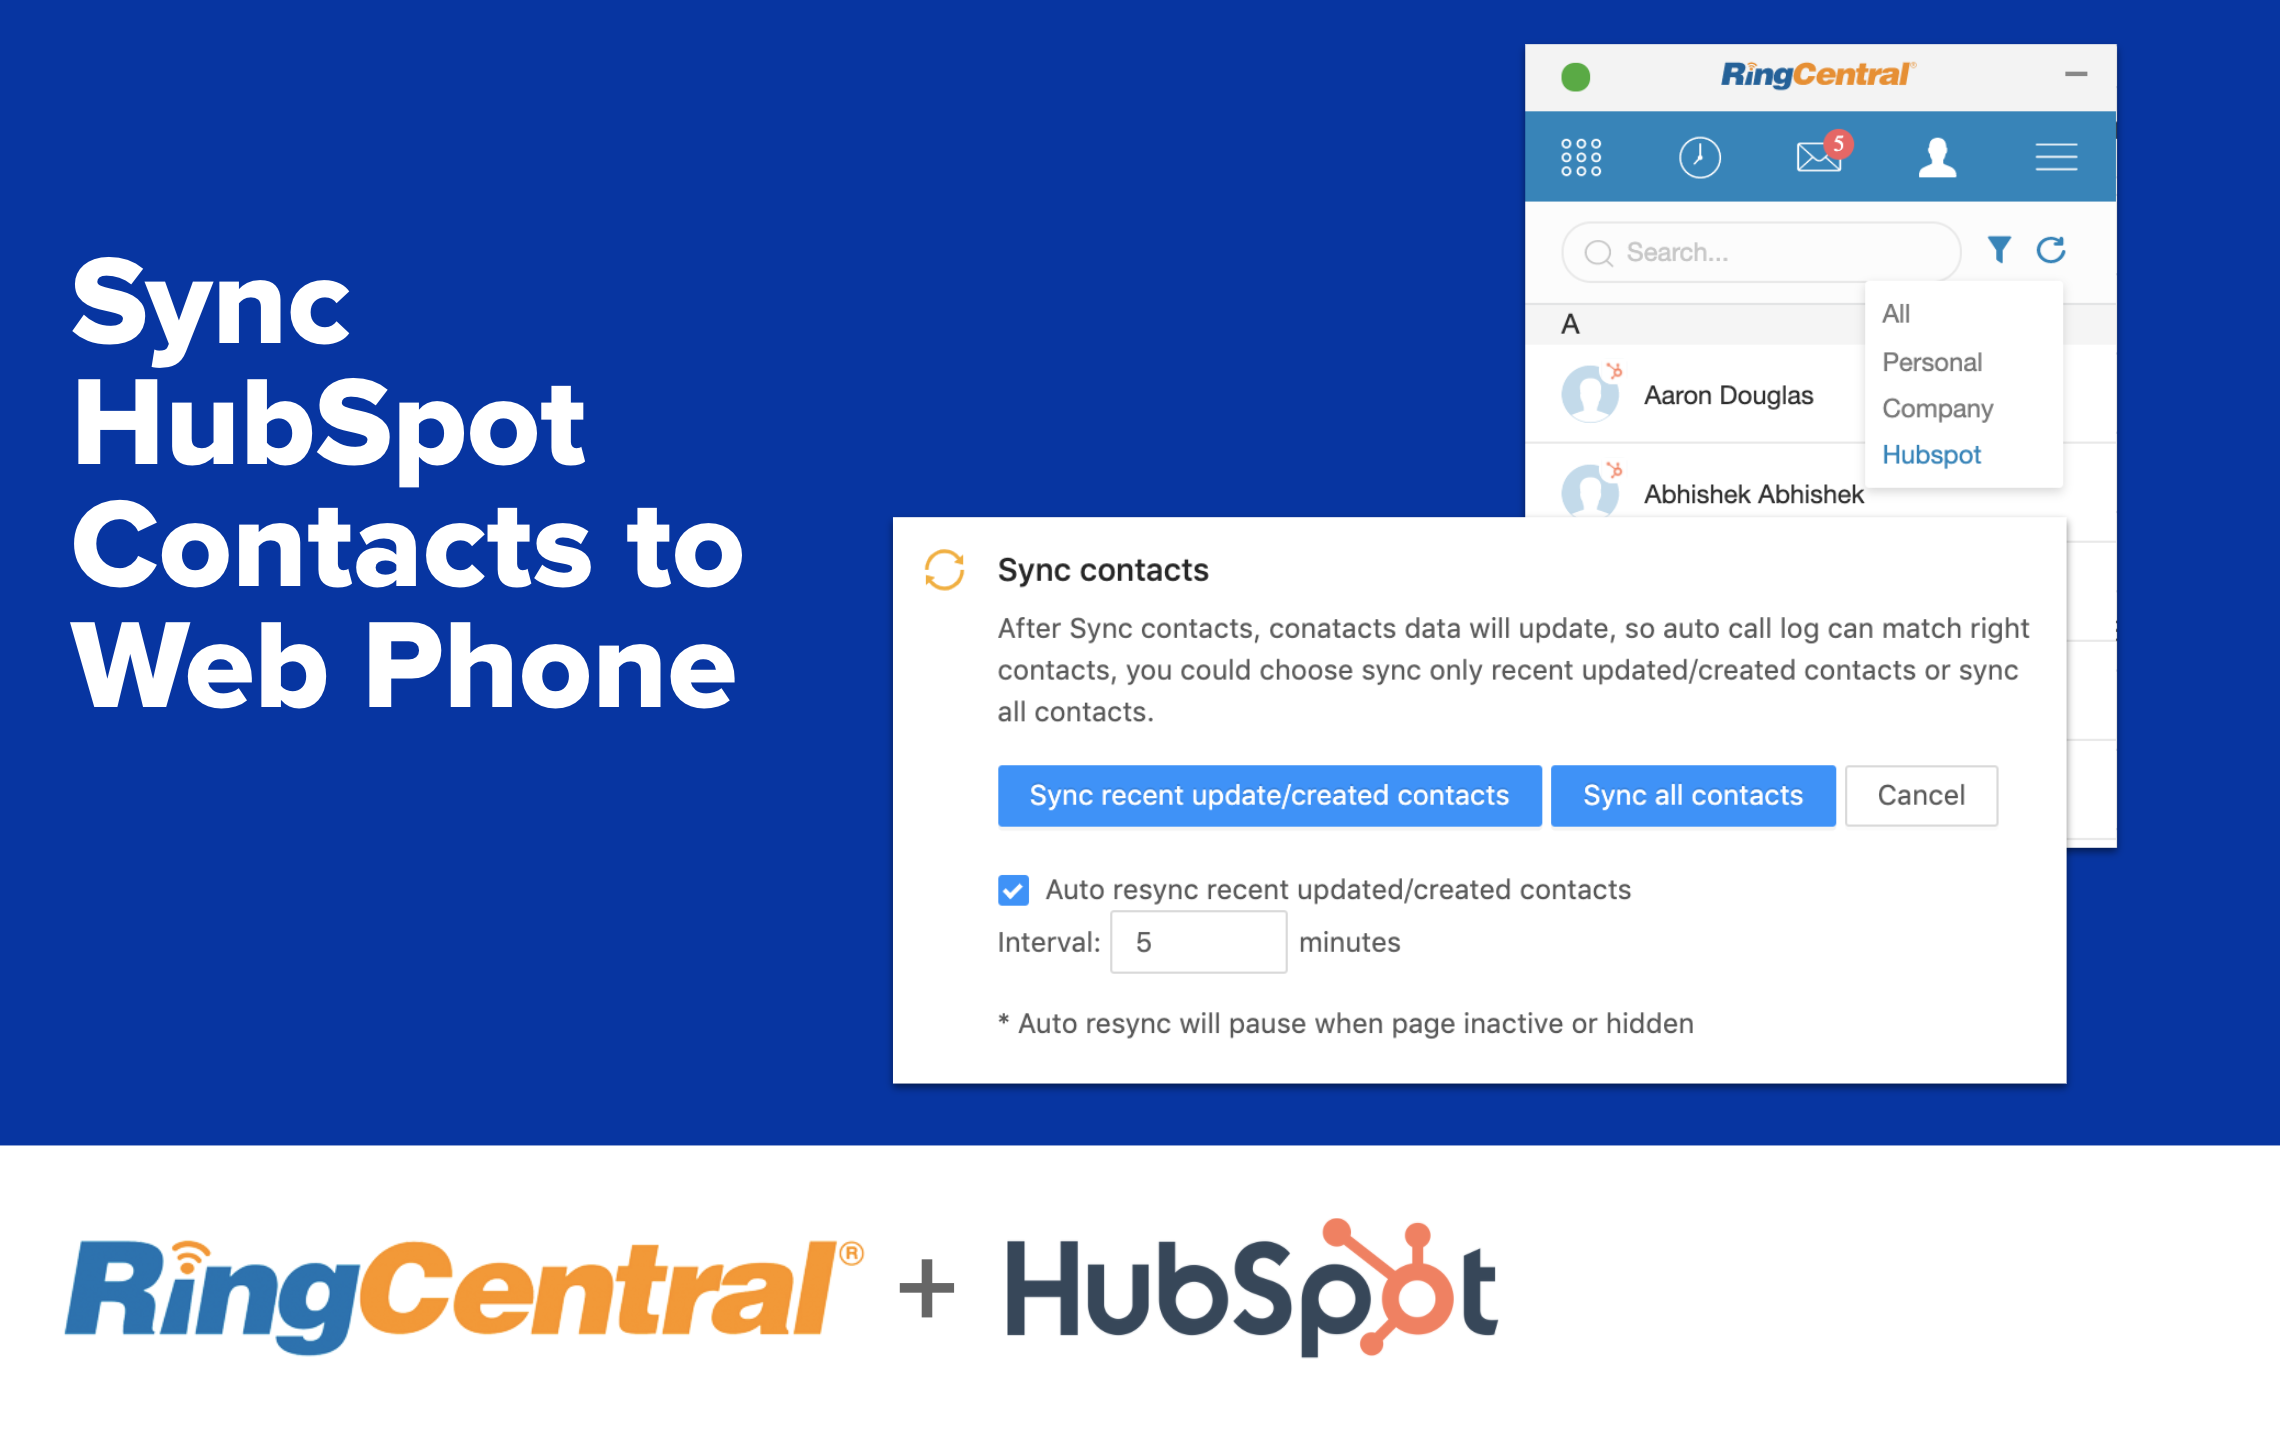 Sync
HubSpot
Contacts to
Web Phone
RingCentral®
5
Search...
All
Personal
Company
Hubspot
A
Aaron Douglas
Abhishek Abhishek
Sync contacts
After Sync contacts, conatacts data will update, so auto call log can match right
contacts, you could choose sync only recent updated/created contacts or sync
all contacts.
Sync recent update/created contacts
Sync all contacts
Cancel
Auto resync recent updated/created contacts
Interval: 5 minutes
* Auto resync will pause when page inactive or hidden
RingCentral® + HubSpot